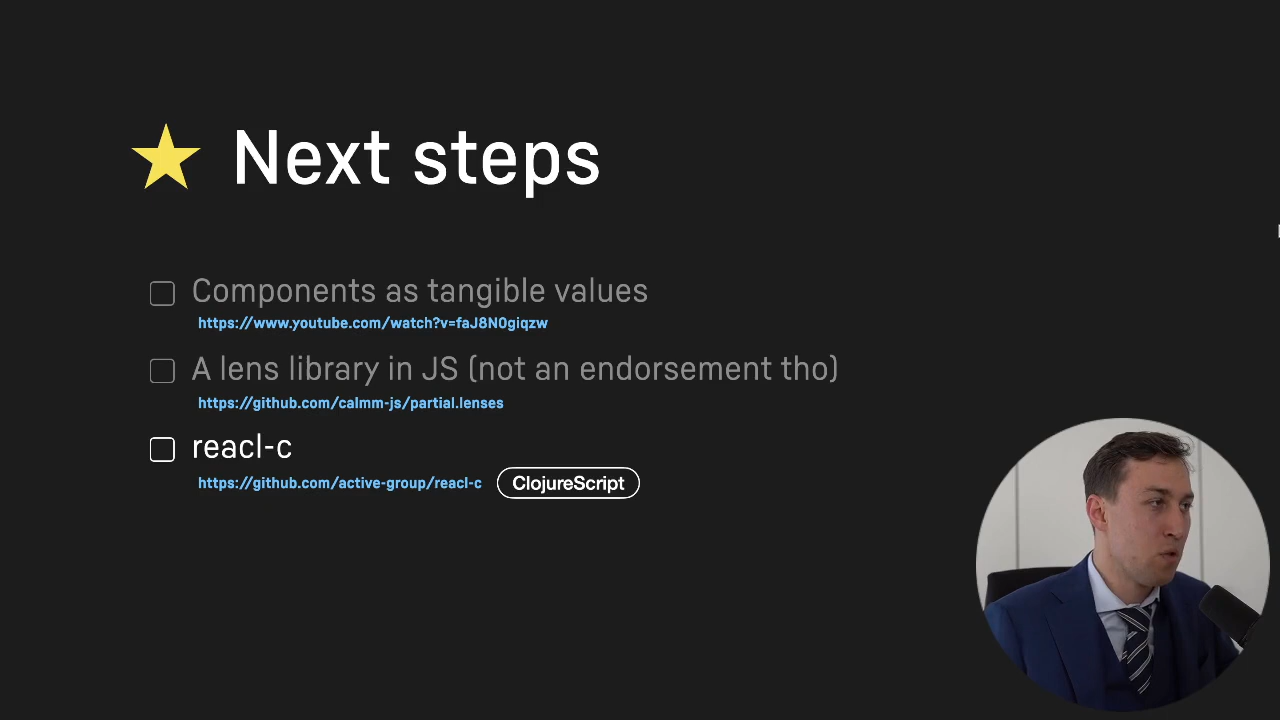 Next steps
Components as tangible values
https://www.youtube.com/watch?v=faJ8N0giqzw
A lens library in JS (not an endorsement tho)
https://github.com/calmm-js/partial.lenses
reacl-c
https://github.com/active-group/reacl-c ClojureScript